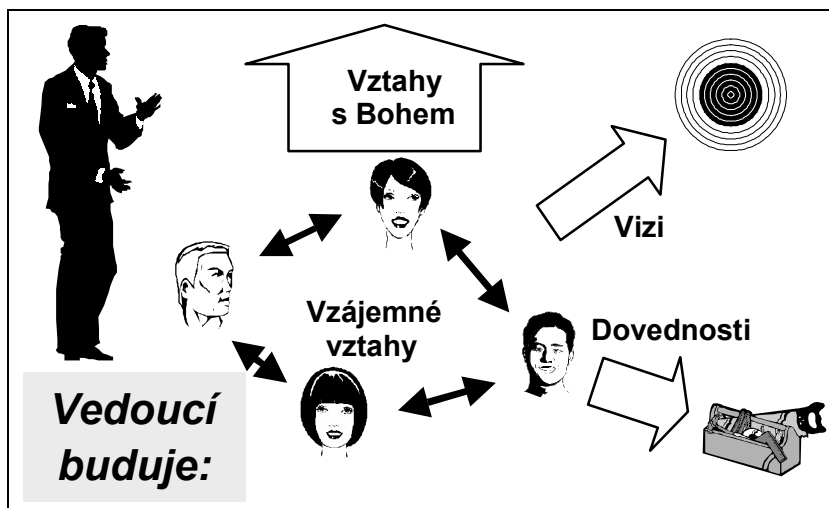 Vztahy
s Bohem
Vizi
Vzájemné
vztahy
Dovednosti
Vedoucí
buduje: